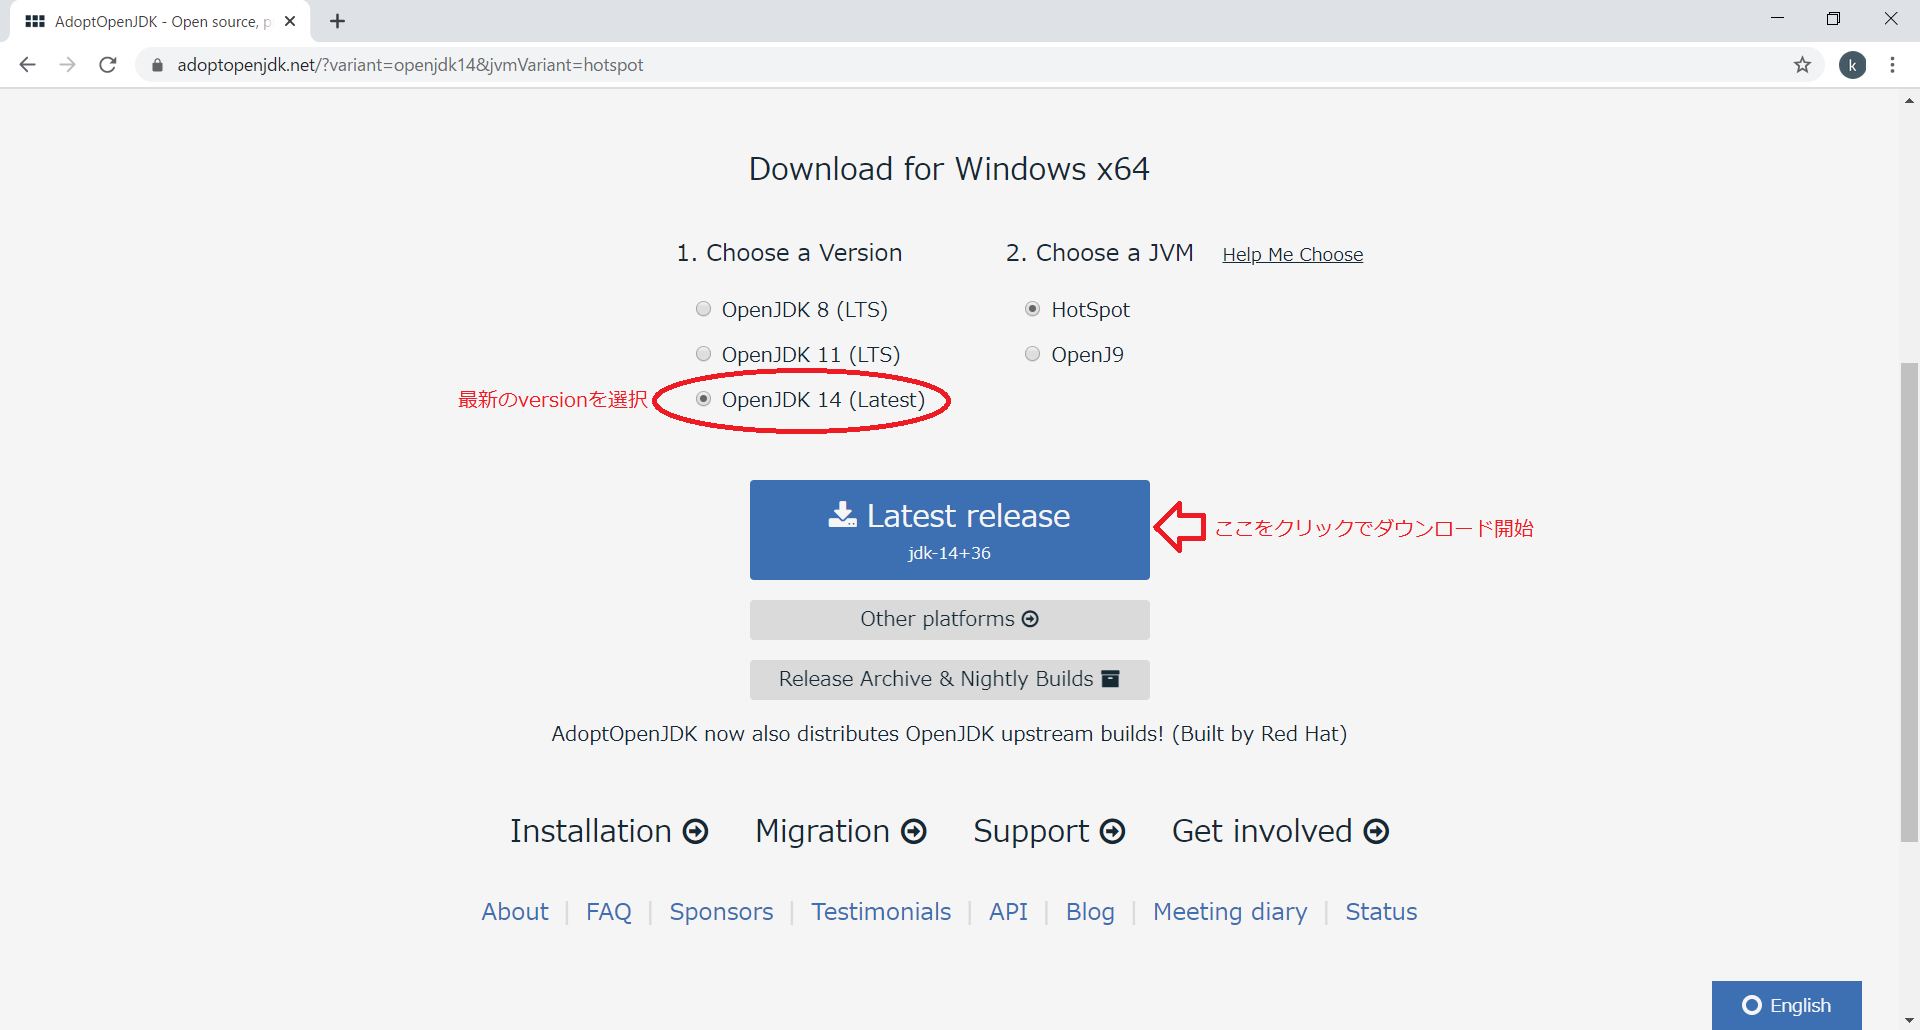 AdoptOpenJDK - Open source, p
adoptopenjdk.net/?variant=openjdk14&jvmVariant=hotspot
k
Download for Windows x64
1. Choose a Version
2. Choose a JVM
Help Me Choose
OpenJDK 8 (LTS)
HotSpot
OpenJDK 11 (LTS)
OpenJ9
最新のversionを選択
OpenJDK 14 (Latest)
Latest release
jdk-14+36
ここをクリックでダウンロード開始
Other platforms
Release Archive & Nightly Builds
AdoptOpenJDK now also distributes OpenJDK upstream builds! (Built by Red Hat)
Installation
Migration
Support
Get involved
About | FAQ | Sponsors | Testimonials | API | Blog | Meeting diary | Status
English